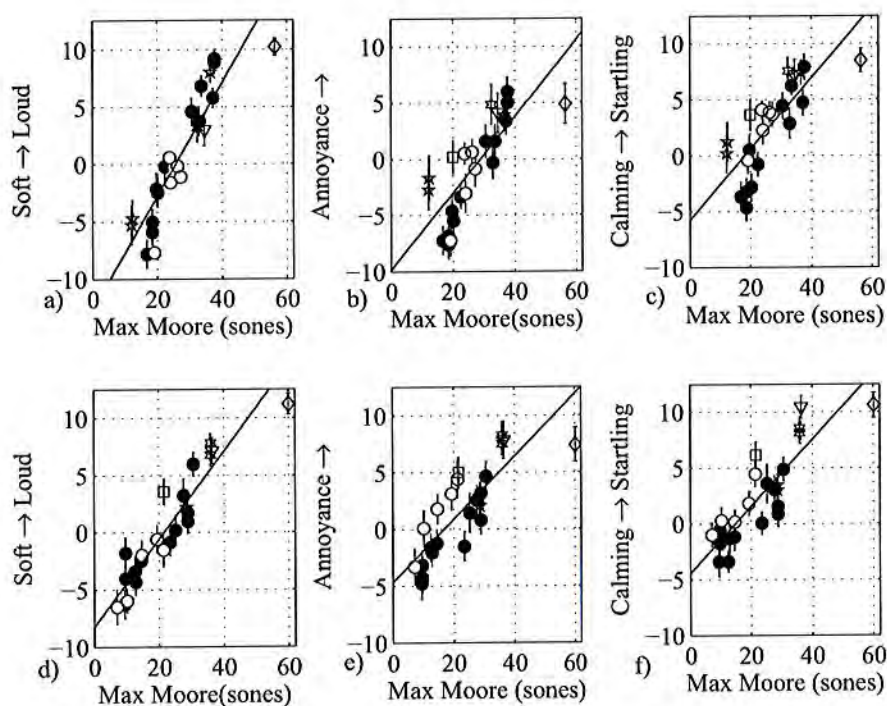 Soft → Loud
10
5
0
−5
−10
a)
0 20 40 60
Max Moore (sones)
Annoyance →
10
5
0
−5
−10
b)
0 20 40 60
Max Moore(sones)
Calming → Startling
10
5
0
−5
−10
c)
0 20 40 60
Max Moore (sones)
Soft → Loud
10
5
0
−5
−10
d)
0 20 40 60
Max Moore(sones)
Annoyance →
10
5
0
−5
−10
e)
0 20 40 60
Max Moore(sones)
Calming → Startling
10
5
0
−5
−10
f)
0 20 40 60
Max Moore(sones)